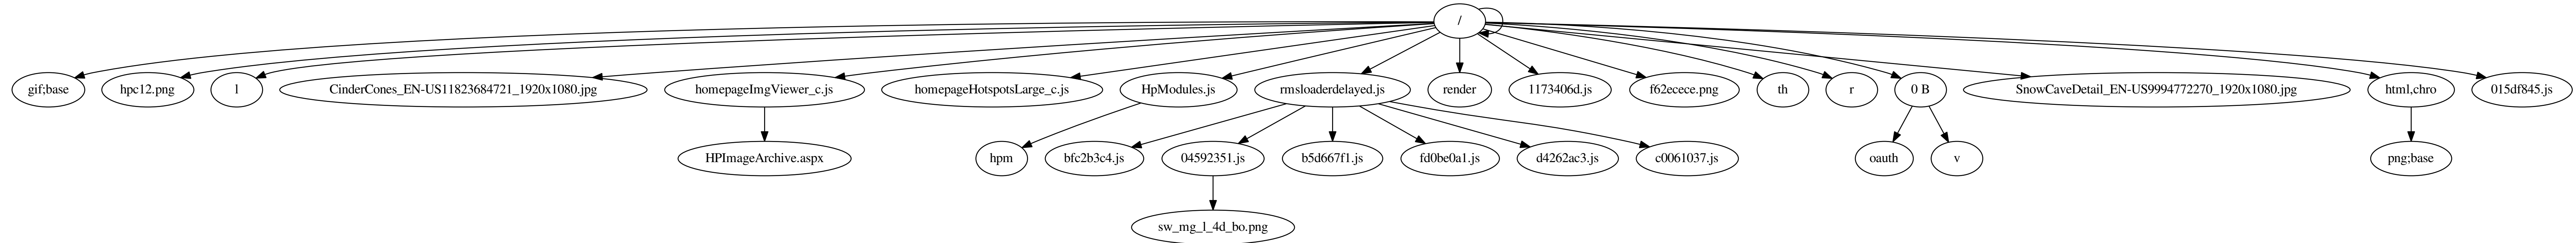 /
gif;base
hpc12.png
l
CinderCones_EN-US11823684721_1920x1080.jpg
homepageImgViewer_c.js
homepageHotspotsLarge_c.js
HpModules.js
rmsloaderdelayed.js
render
1173406d.js
f62ecece.png
th
r
0 B
SnowCaveDetail_EN-US9994772270_1920x1080.jpg
html,chro
015df845.js
HPImageArchive.aspx
hpm
bfc2b3c4.js
04592351.js
b5d667f1.js
fd0be0a1.js
d4262ac3.js
c0061037.js
oauth
v
png;base
sw_mg_l_4d_bo.png